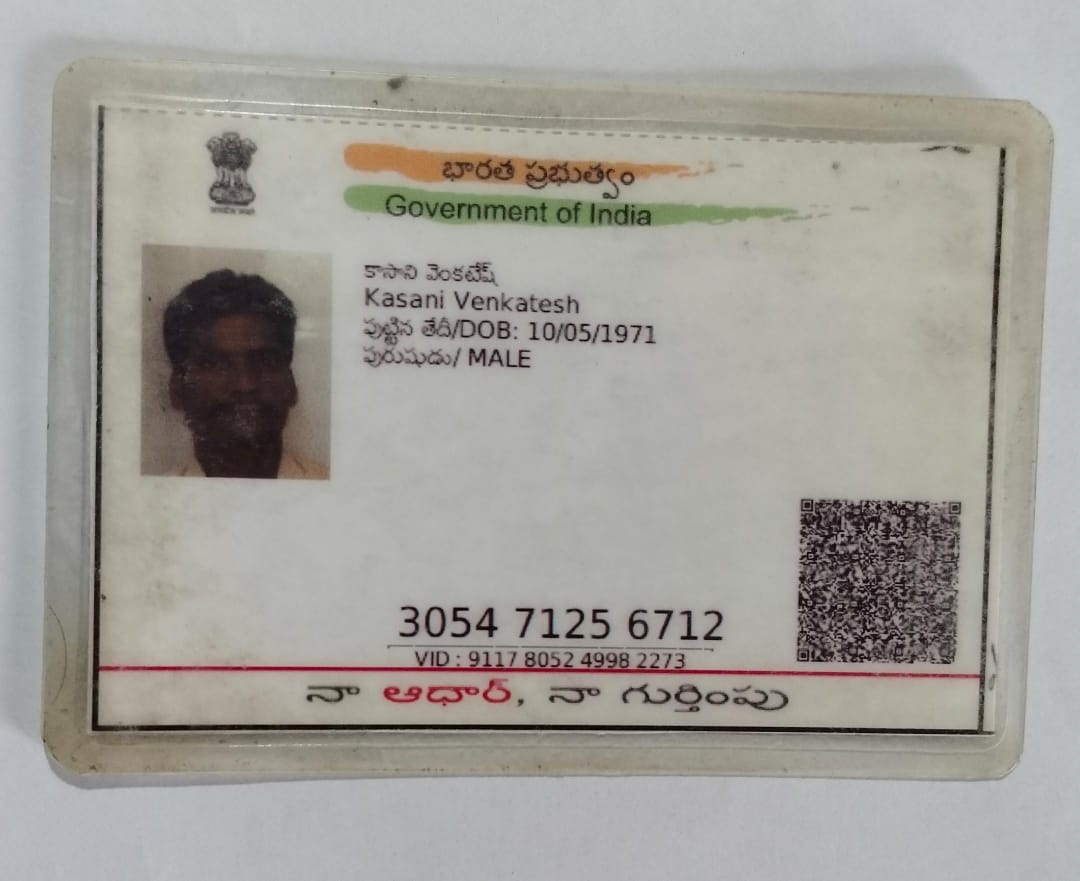 భారత ప్రభుత్వం
Government of India
కాసాని వెంకటేష్
Kasani Venkatesh
పుట్టిన తేదీ/DOB: 10/05/1971
పురుషుడు/ MALE
3054 7125 6712
VID : 9117 8052 4998 2273
నా ఆధార్, నా గుర్తింపు